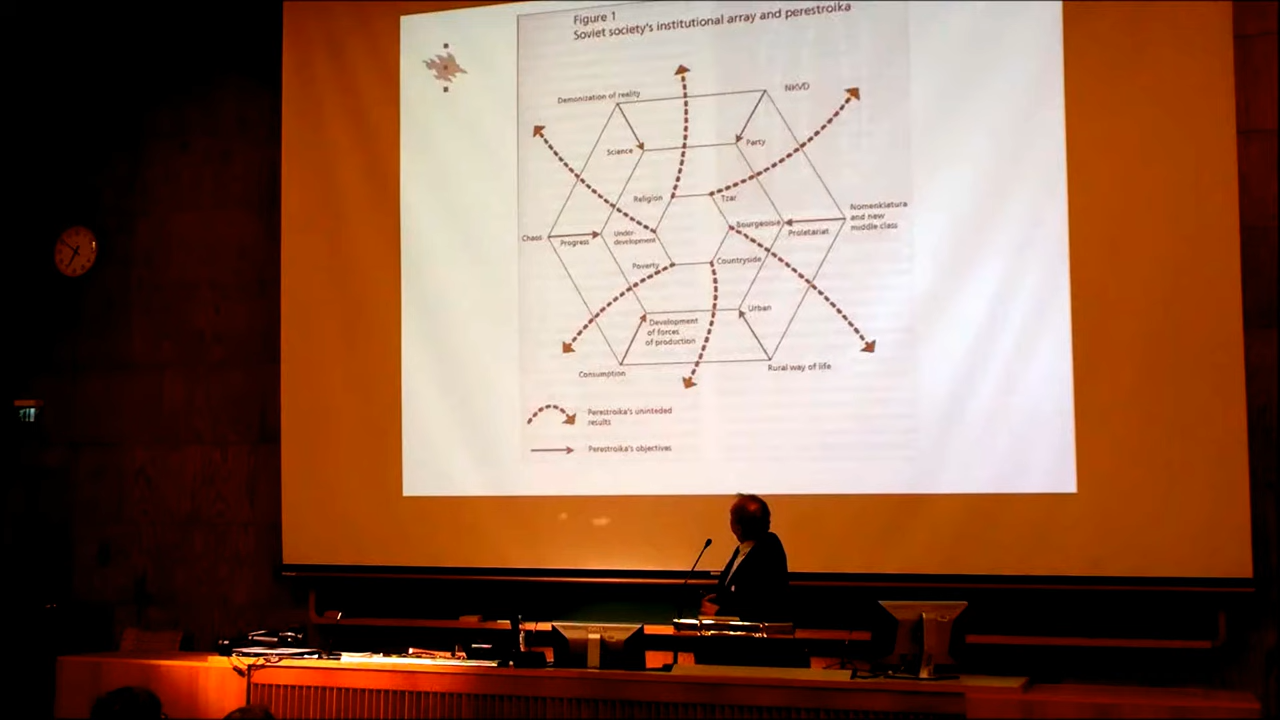 Figure 1
Soviet society's institutional array and perestroika
Demonization of reality
NKVD
Science
Party
Religion
Tzar
Nomenklatura
and new
middle class
Bourgeoisie
Proletariat
Chaos
Progress
Under-
development
Poverty
Countryside
Urban
Development
of forces
of production
Consumption
Rural way of life
Perestroika's uninteded
results
Perestroika's objectives